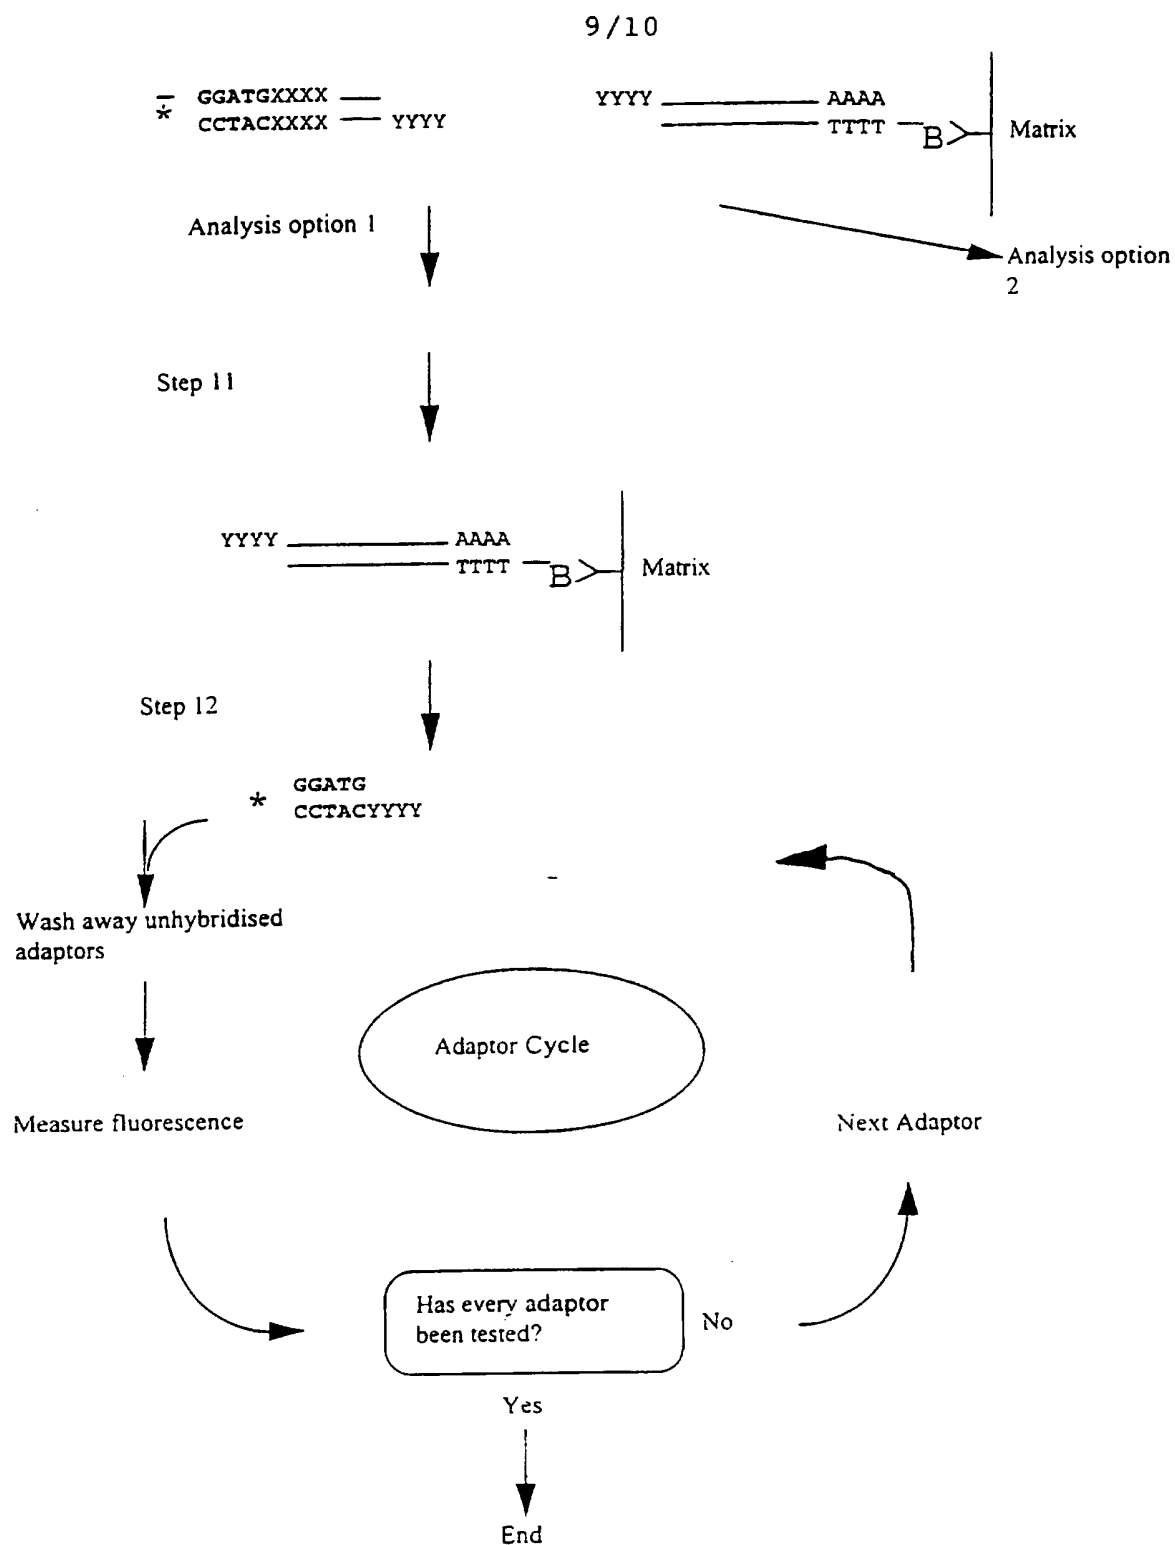 9/10
* GGATGXXXX
CCTACXXXX YYYY
YYYY AAAA
TTTT B Matrix
Analysis option 1
Analysis option
2
Step 11
YYYY AAAA
TTTT B Matrix
Step 12
* GGATG
CCTACYYYY
Wash away unhybridised
adaptors
Adaptor Cycle
Measure fluorescence
Next Adaptor
Has every adaptor
been tested?
No
Yes
End